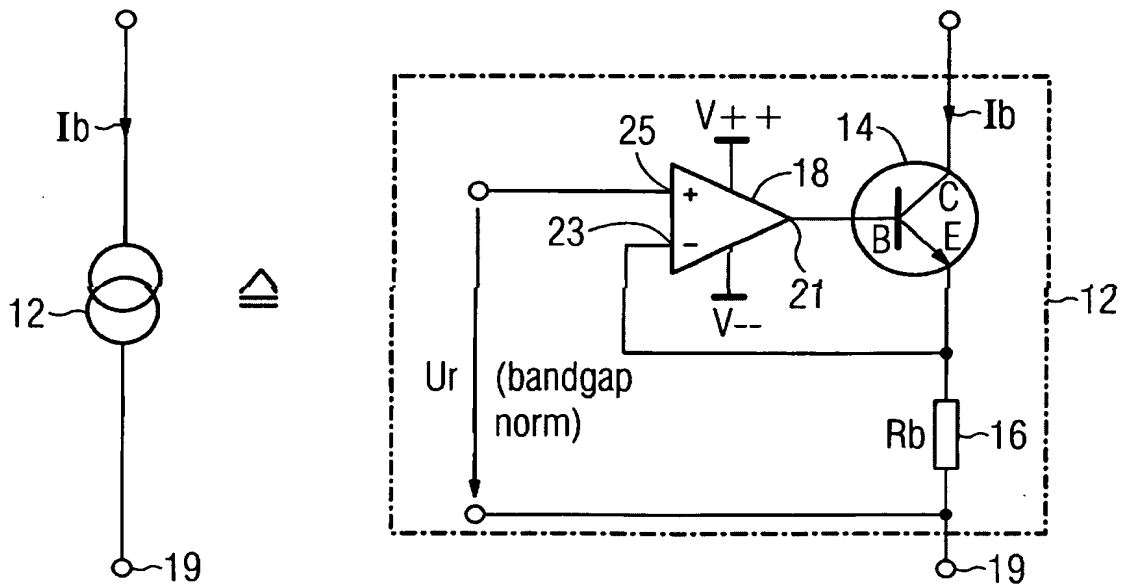 Ib
12
19
Ib
14
V++
25
18
+
C
23
B
E
−
21
V--
12
Ur
(bandgap
norm)
Rb
16
19